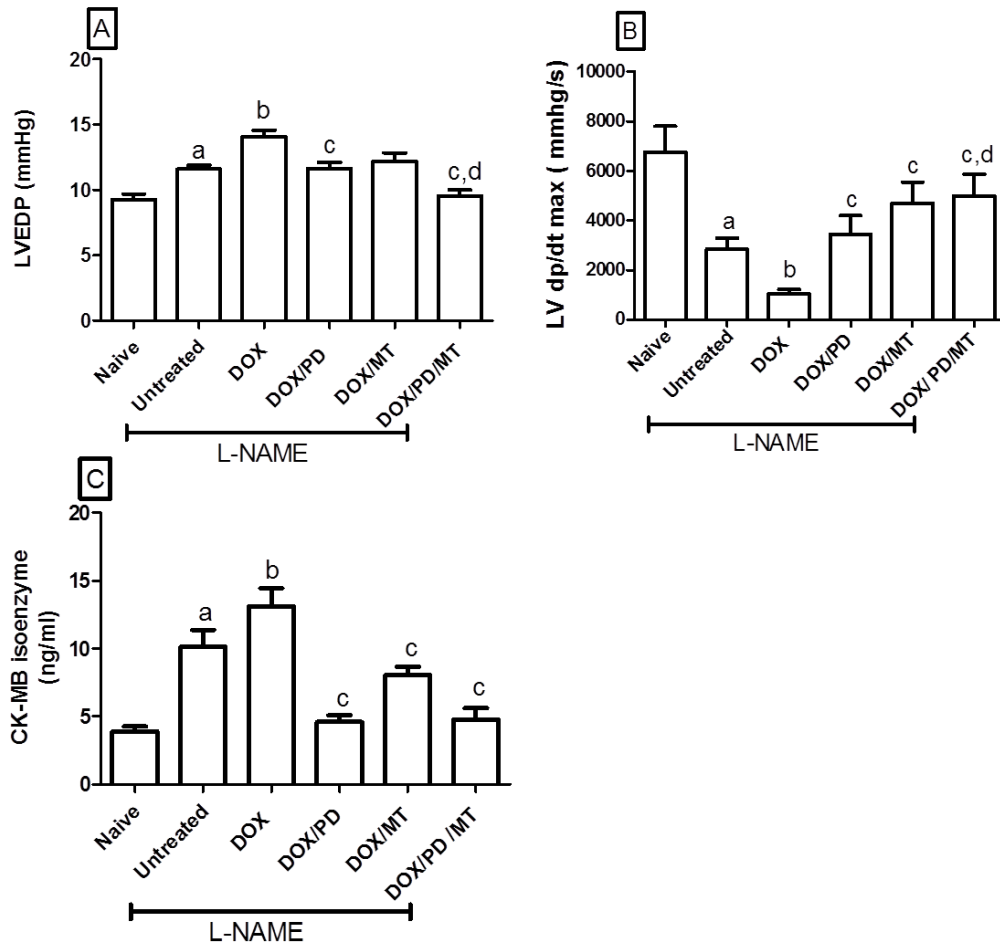 A
LVEDP (mmHg)
20
15
10
5
0
a
b
c
c,d
Naive
Untreated
DOX
DOX/PD
DOX/MT
DOX/PD/MT
L-NAME
B
LV dp/dt max ( mmhg/s)
10000
8000
6000
4000
2000
0
a
b
c
c
c,d
Naive
Untreated
DOX
DOX/PD
DOX/MT
DOX/ PD/MT
L-NAME
C
CK-MB isoenzyme
(ng/ml)
20
15
10
5
0
a
b
c
c
c
Naive
Untreated
DOX
DOX/PD
DOX/MT
DOX/PD /MT
L-NAME